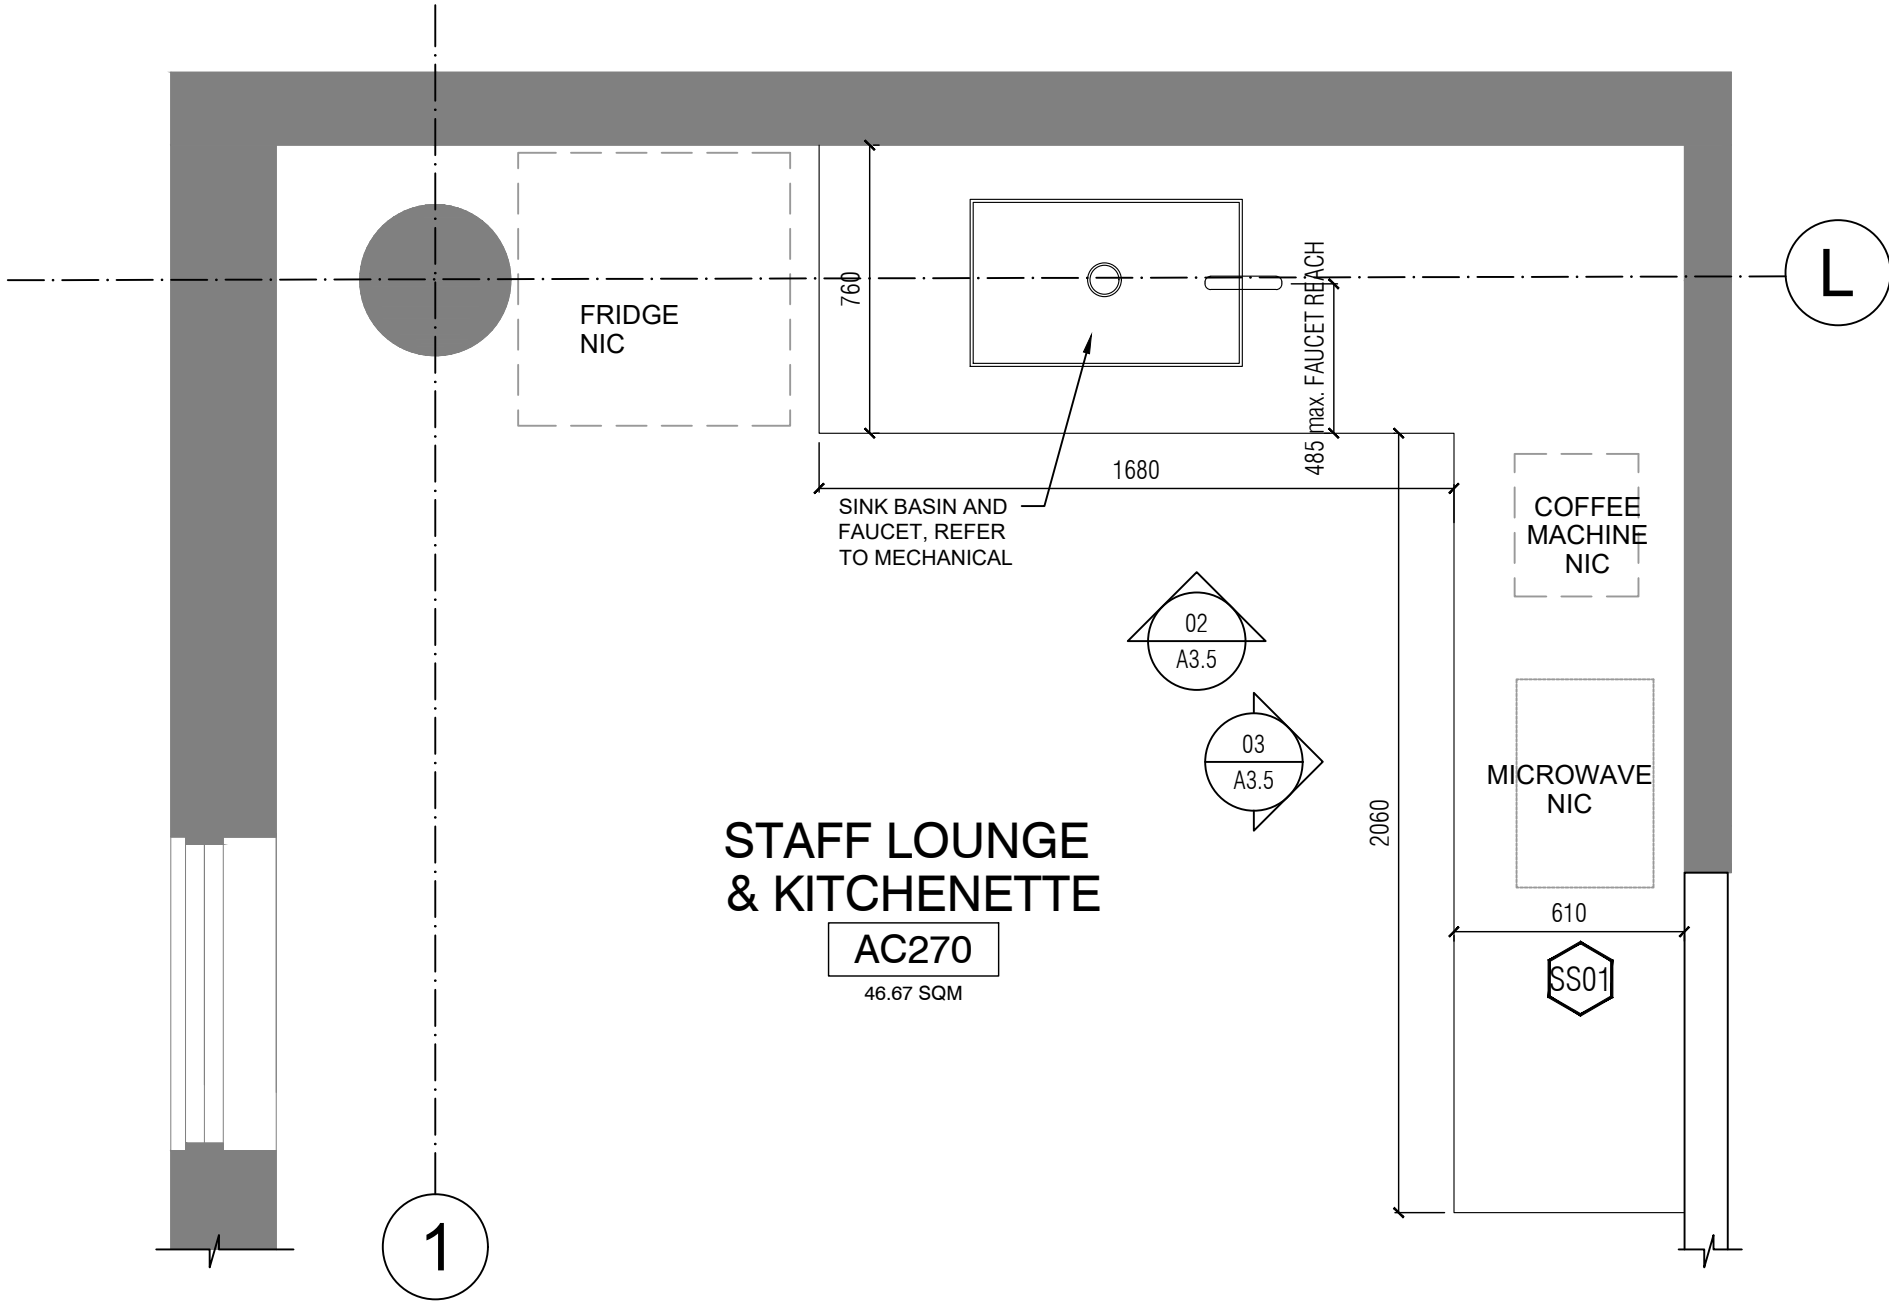 L
FRIDGE
NIC
760
485 max. FAUCET REACH
1680
SINK BASIN AND
FAUCET, REFER
TO MECHANICAL
COFFEE
MACHINE
NIC
02
A3.5
03
A3.5
MICROWAVE
NIC
2060
STAFF LOUNGE
& KITCHENETTE
AC270
46.67 SQM
610
SS01
1